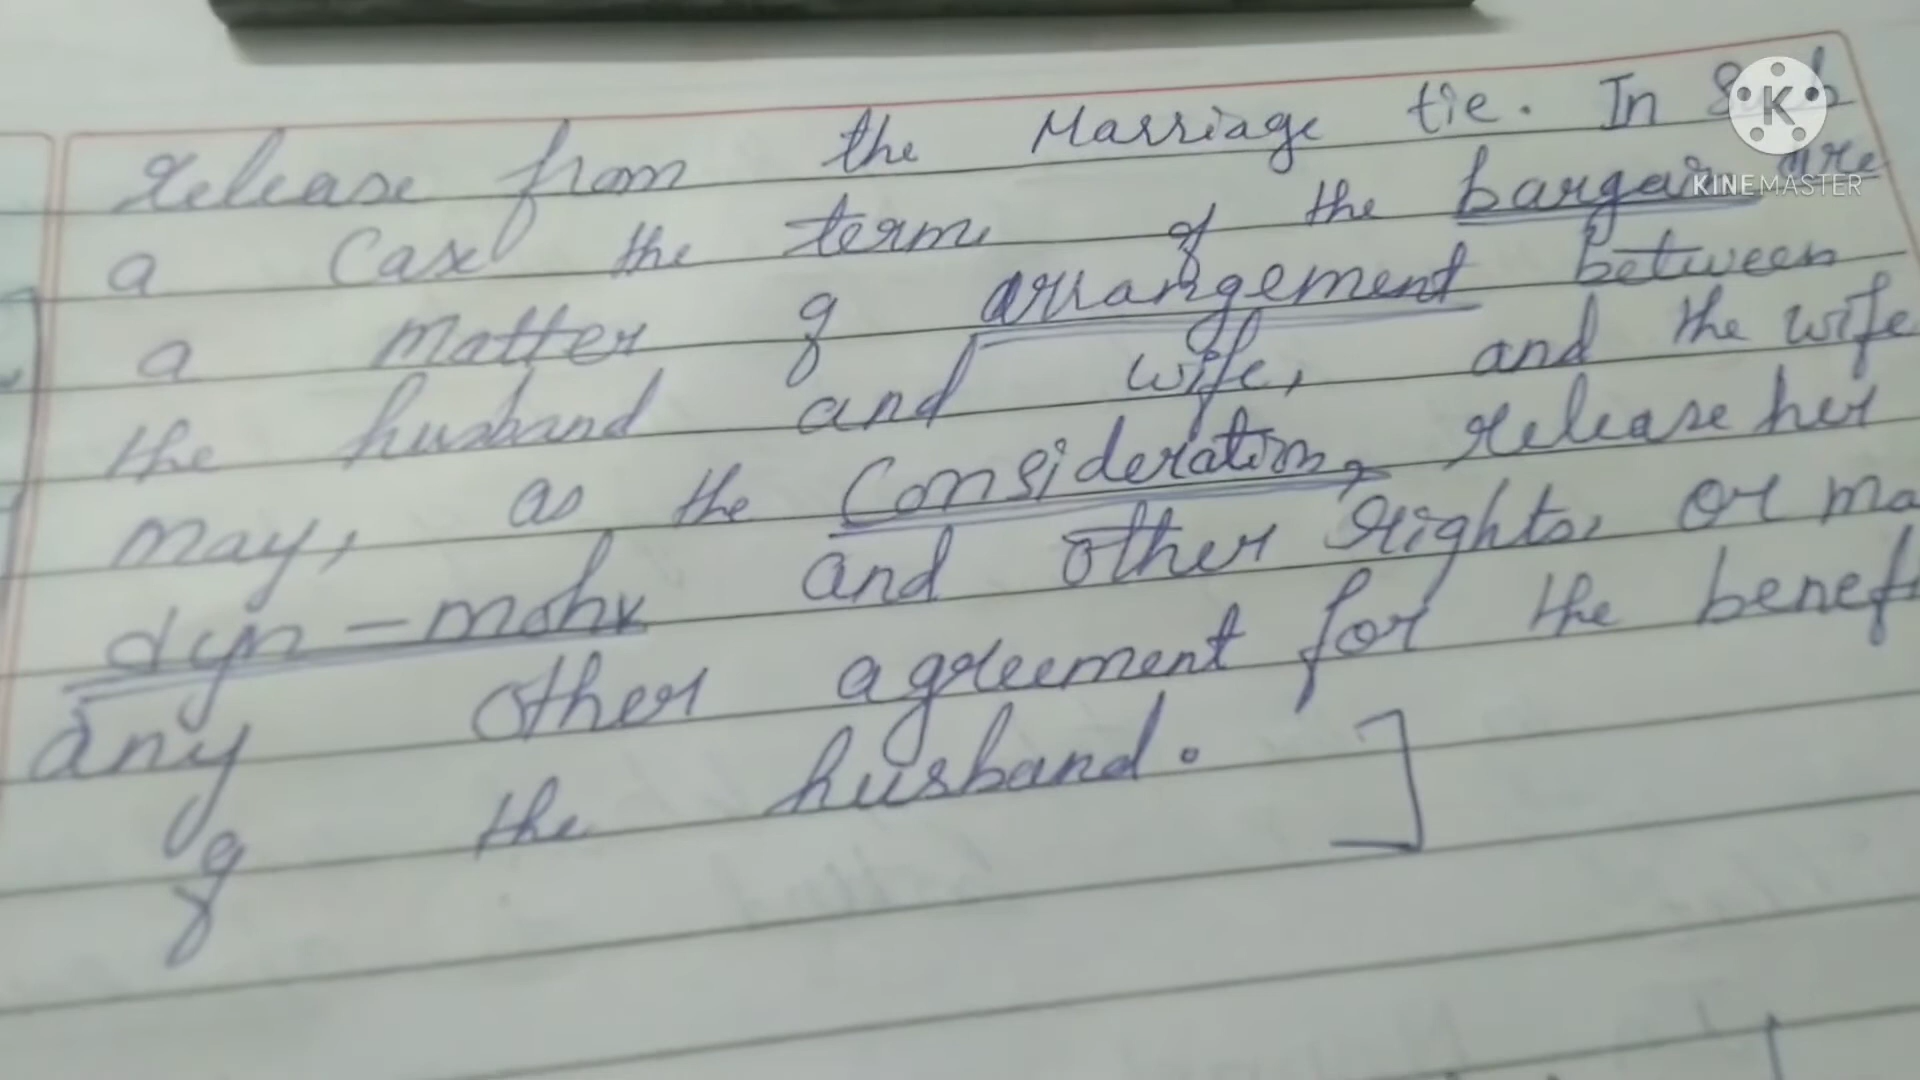 release from the Marriage tie. In Such
a Case the terms of the bargain are
a matter of arrangement between
the husband and wife, and the wife
may, as the Consideration, release her
dyn-mohr and other rights, or ma
any other agreement for the benefi
of the husband.
K
KINEMASTER